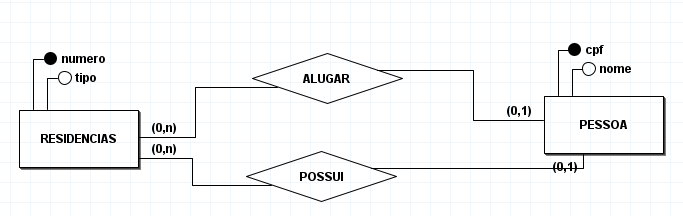 numero
tipo
cpf
nome
ALUGAR
RESIDENCIAS
(0,n)
(0,1)
PESSOA
(0,n)
(0,1)
POSSUI